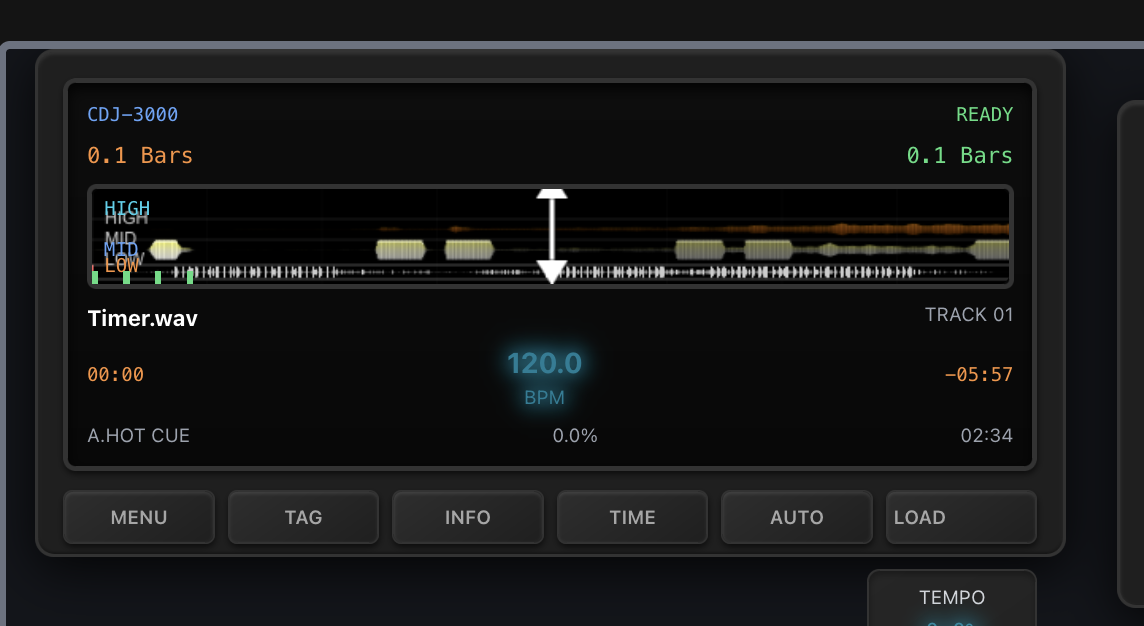 CDJ-3000 READY
0.1 Bars 0.1 Bars
HIGH
HIGH
MID
MID
LOW
LOW
Timer.wav TRACK 01
120.0
00:00 BPM -05:57
A.HOT CUE 0.0% 02:34
MENU TAG INFO TIME AUTO LOAD
TEMPO